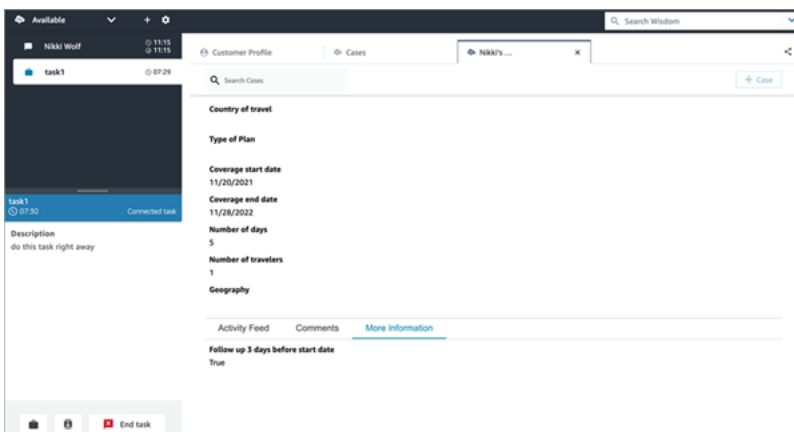 Available
Search Wisdom
Nikki Wolf
11:15
11:15
task1
07:29
Customer Profile
Cases
Nikki's ...
Search Cases
+ Case
Country of travel
Type of Plan
Coverage start date
11/20/2021
Coverage end date
11/28/2022
Number of days
5
Number of travelers
1
Geography
task1
07:30
Connected task
Description
do this task right away
Activity Feed
Comments
More Information
Follow up 3 days before start date
True
End task